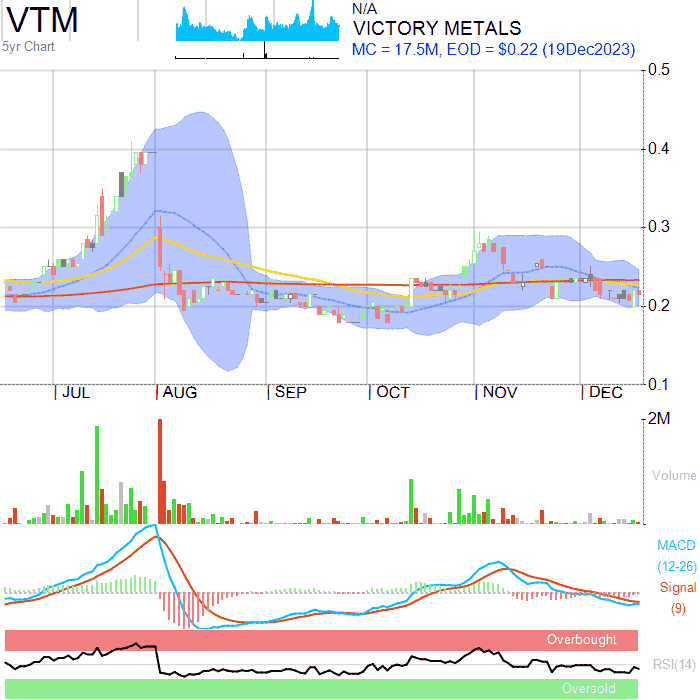 VTM
5yr Chart
N/A
VICTORY METALS
MC = 17.5M, EOD = $0.22 (19Dec2023)
0.5
0.4
0.3
0.2
0.1
JUL AUG SEP OCT NOV DEC
2M
Volume
MACD
(12-26)
Signal
(9)
Overbought
RSI(14)
Oversold